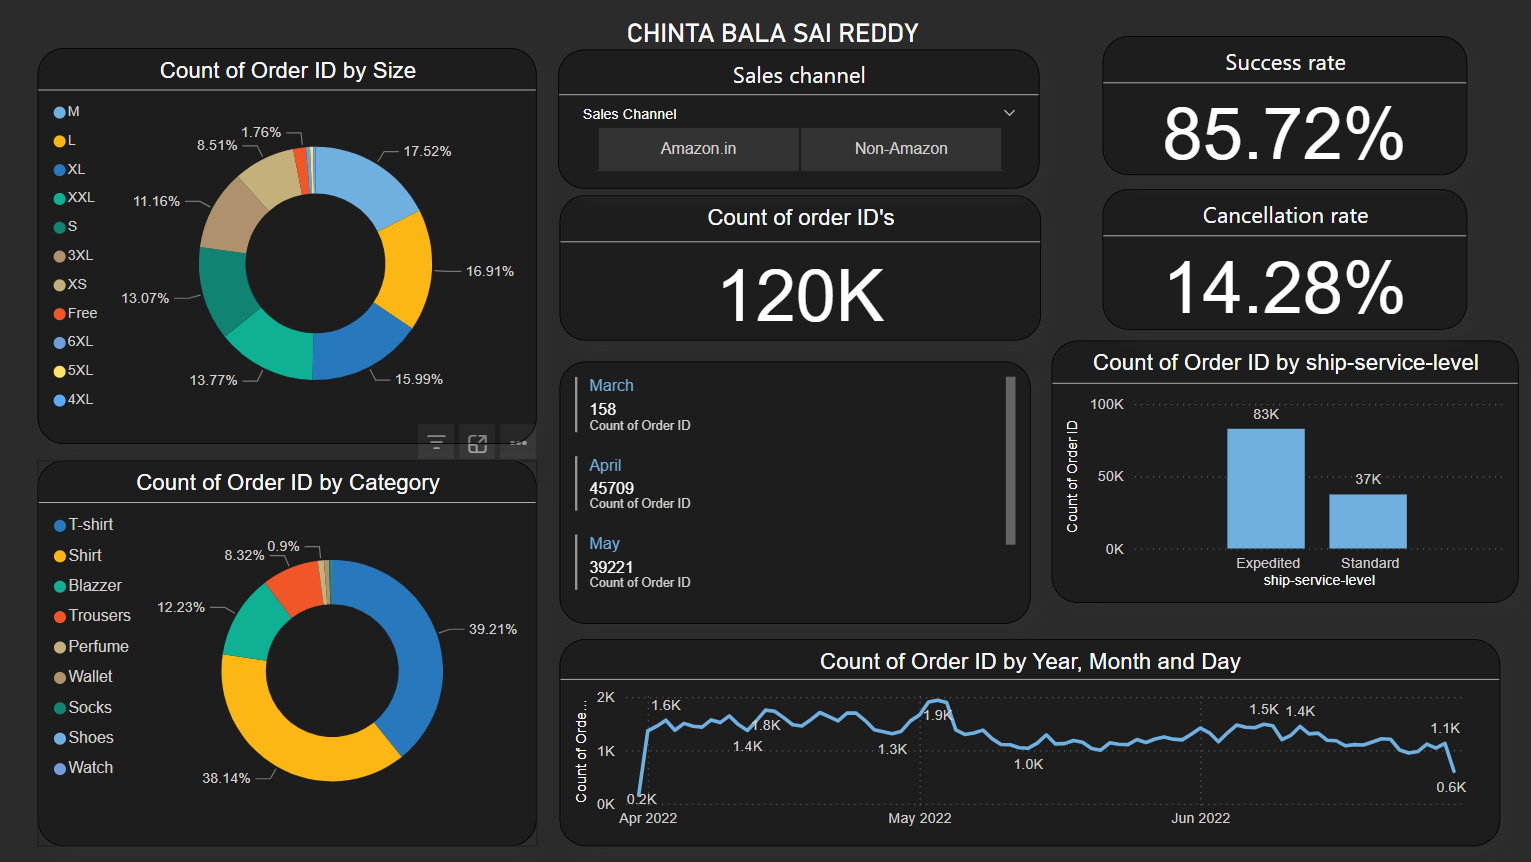 CHINTA BALA SAI REDDY
Count of Order ID by Size
M
L
XL
XXL
S
3XL
XS
Free
6XL
5XL
4XL
1.76%
8.51%
17.52%
11.16%
16.91%
13.07%
13.77%
15.99%
Sales channel
Sales Channel
Amazon.in
Non-Amazon
Success rate
85.72%
Count of order ID's
120K
Cancellation rate
14.28%
March
158
Count of Order ID
April
45709
Count of Order ID
May
39221
Count of Order ID
Count of Order ID by ship-service-level
Count of Order ID
100K
50K
0K
83K
37K
Expedited
Standard
ship-service-level
Count of Order ID by Category
T-shirt
Shirt
Blazzer
Trousers
Perfume
Wallet
Socks
Shoes
Watch
0.9%
8.32%
12.23%
39.21%
38.14%
Count of Order ID by Year, Month and Day
Count of Orde...
2K
1K
0K
0.2K
1.6K
1.4K
1.8K
1.3K
1.9K
1.0K
1.5K
1.4K
1.1K
0.6K
Apr 2022
May 2022
Jun 2022